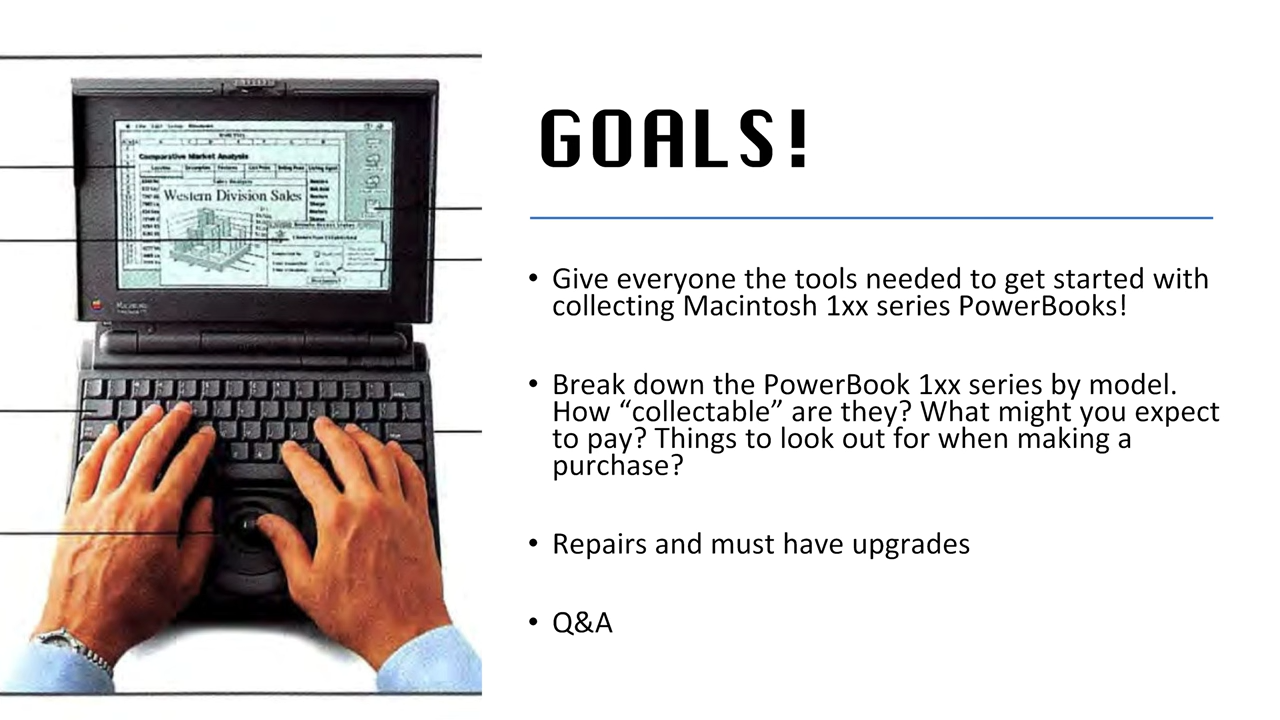 Comparative Market Analysis
Western Division Sales
GOALS!
• Give everyone the tools needed to get started with
collecting Macintosh 1xx series PowerBooks!
• Break down the PowerBook 1xx series by model.
How “collectable” are they? What might you expect
to pay? Things to look out for when making a
purchase?
• Repairs and must have upgrades
• Q&A